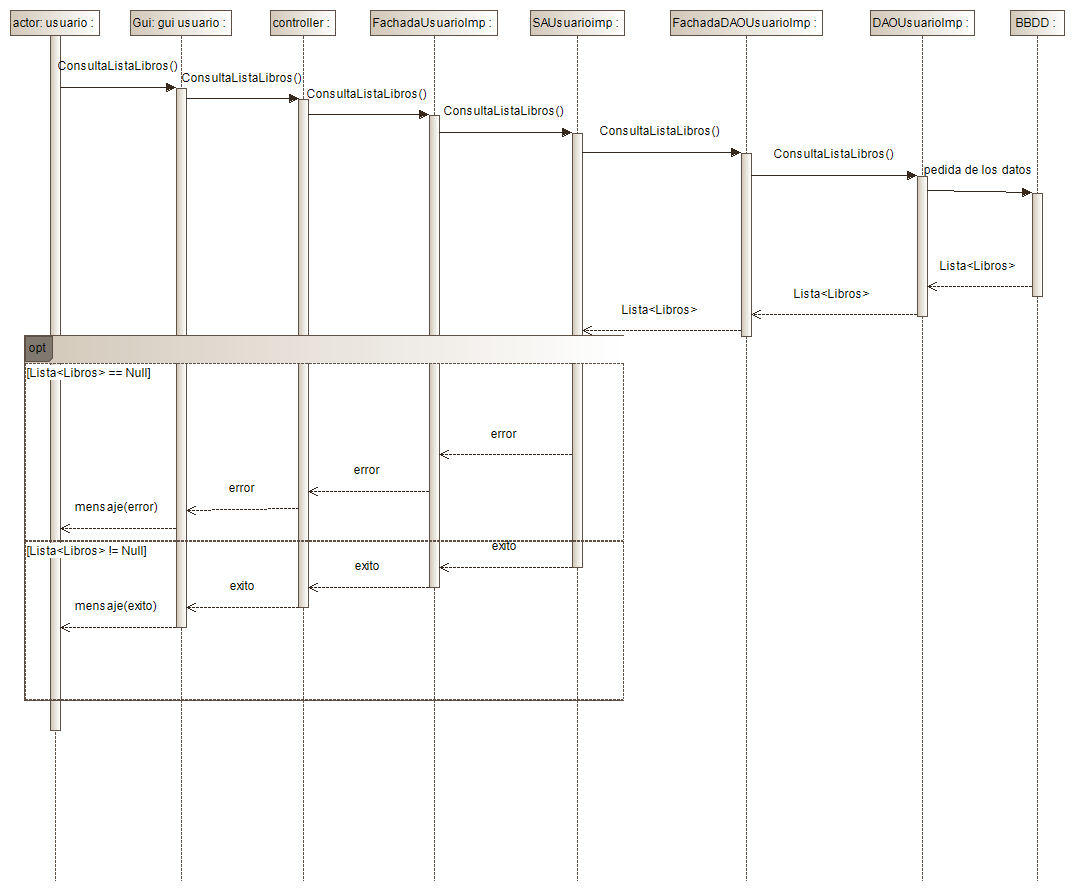 actor: usuario :
Gui: gui usuario :
controller :
FachadaUsuarioImp :
SAUsuarioimp :
FachadaDAOUsuarioImp :
DAOUsuarioImp :
BBDD :
ConsultaListaLibros()
ConsultaListaLibros()
ConsultaListaLibros()
ConsultaListaLibros()
ConsultaListaLibros()
ConsultaListaLibros()
pedida de los datos
Lista<Libros>
Lista<Libros>
Lista<Libros>
opt
[Lista<Libros> == Null]
error
error
error
mensaje(error)
[Lista<Libros> != Null]
exito
exito
exito
mensaje(exito)